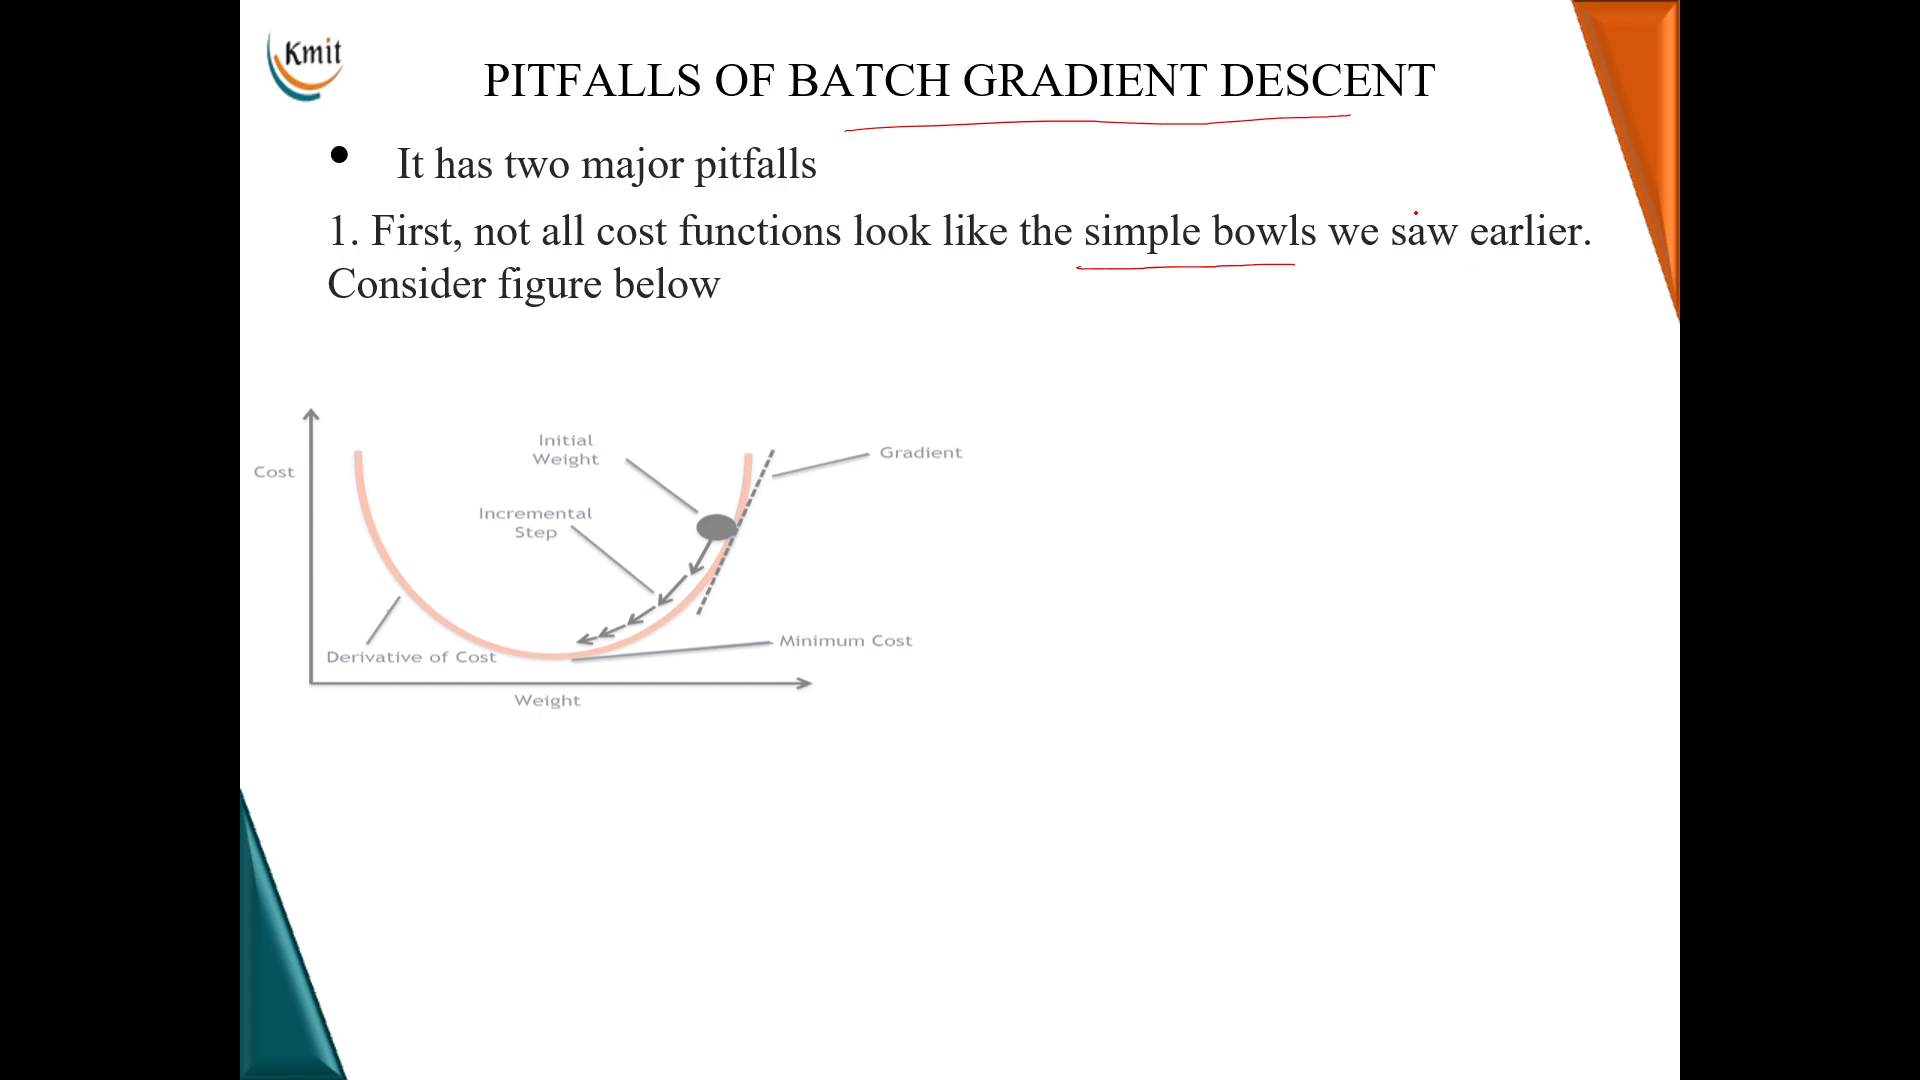 Kmit
PITFALLS OF BATCH GRADIENT DESCENT
• It has two major pitfalls
1. First, not all cost functions look like the simple bowls we saw earlier.
Consider figure below
Initial
Weight
Gradient
Cost
Incremental
Step
Minimum Cost
Derivative of Cost
Weight